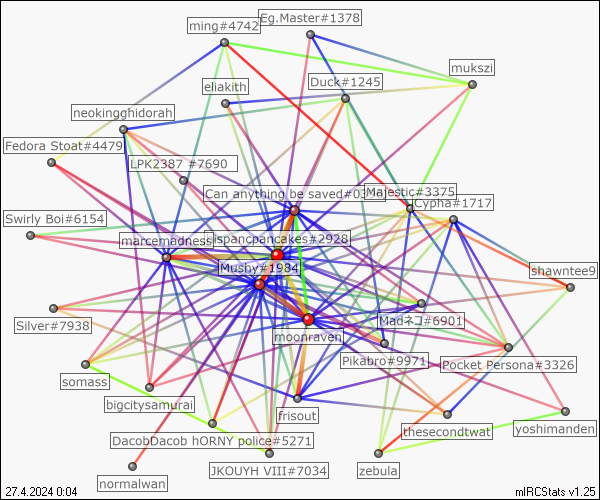 ming#4742
Eg.Master#1378
mukszi
eliakith
Duck#1245
neokingghidorah
Fedora Stoat#4479
LPK2387 #7690
Can anything be saved#03
Majestic#3375
Cypha#1717
Swirly Boi#6154
marcemadness
ispancpancakes#2928
Mushy#1984
shawntee9
Silver#7938
Madネコ#6901
moonraven
Pikabro#9971
Pocket Persona#3326
somass
bigcitysamurai
frisout
thesecondtwat
yoshimanden
DacobDacob hORNY police#5271
normalwan
JKOUYH VIII#7034
zebula
27.4.2024 0:04
mIRCStats v1.25